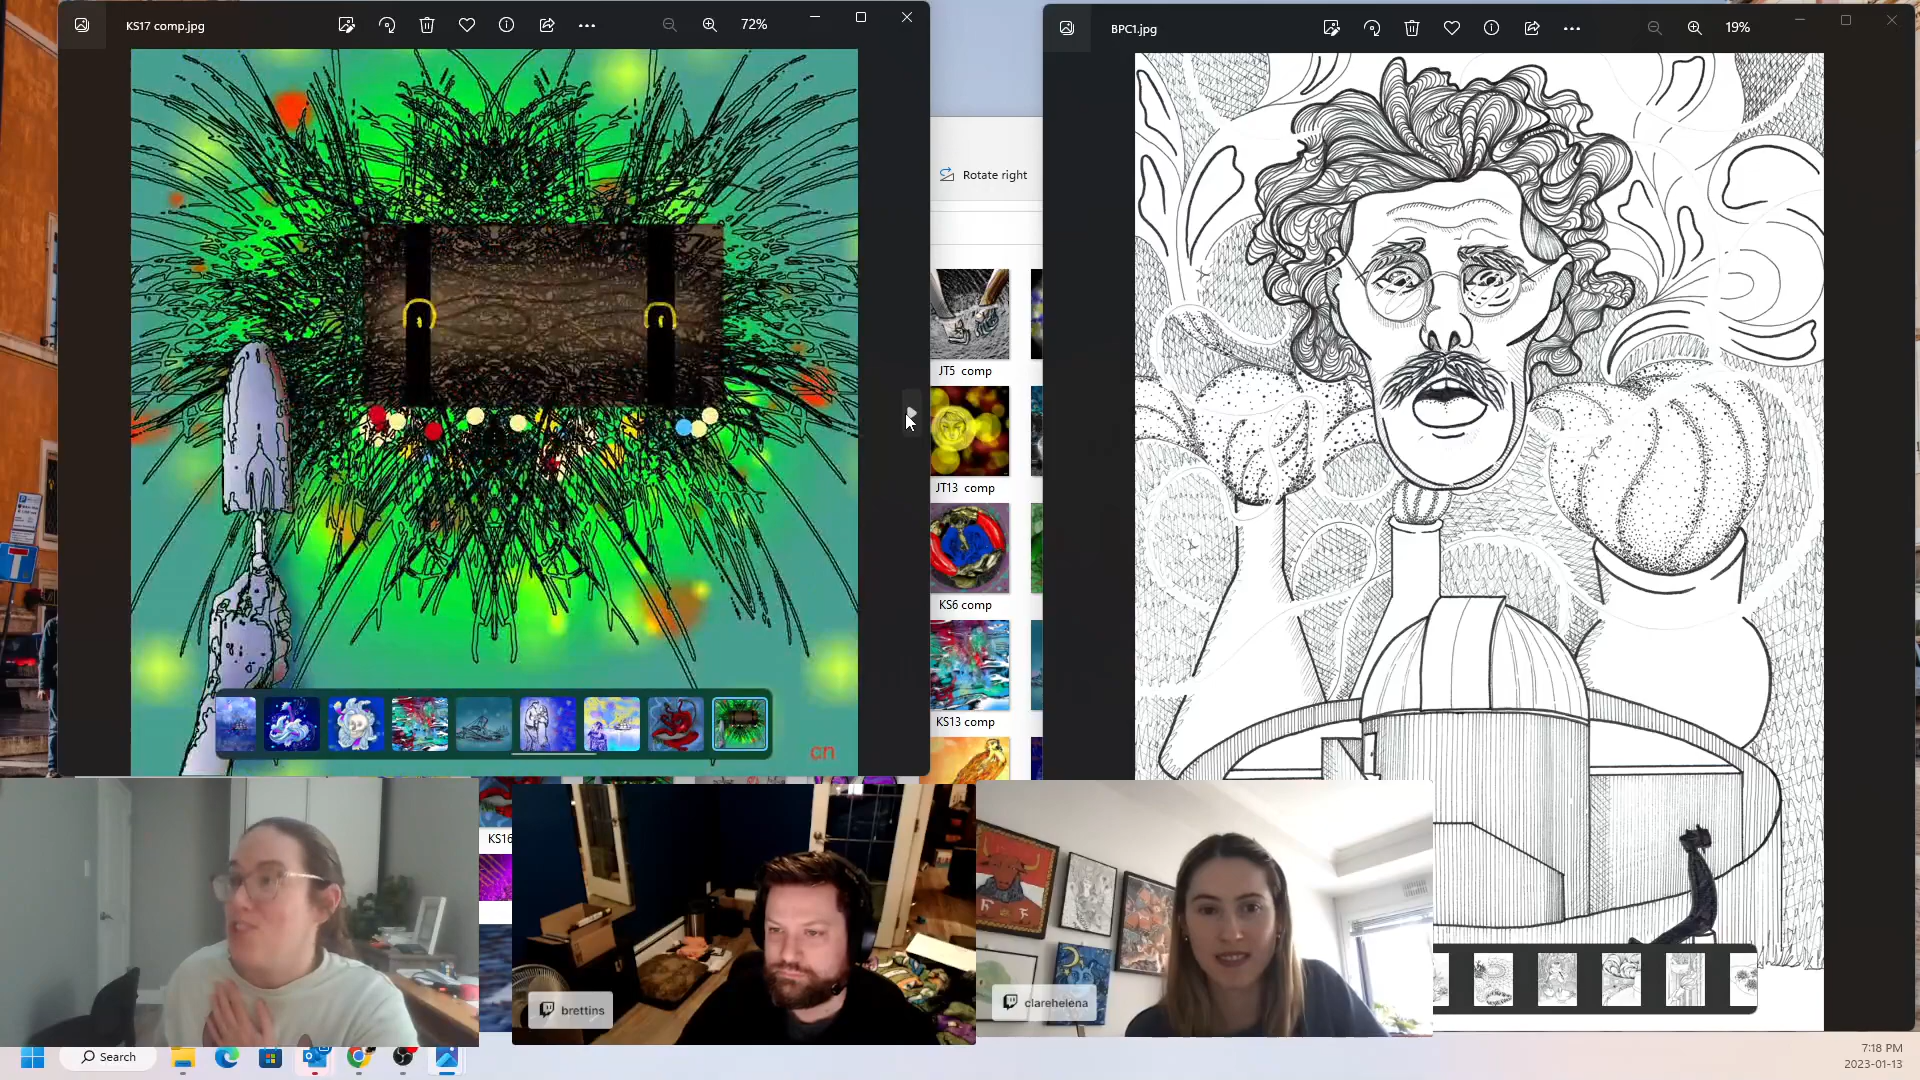 KS17 comp.jpg
72%
BPC1.jpg
19%
Rotate right
JT5 comp
JT13 comp
KS6 comp
KS13 comp
cn
KS16
brettins
clarehelena
Search
7:18 PM
2023-01-13